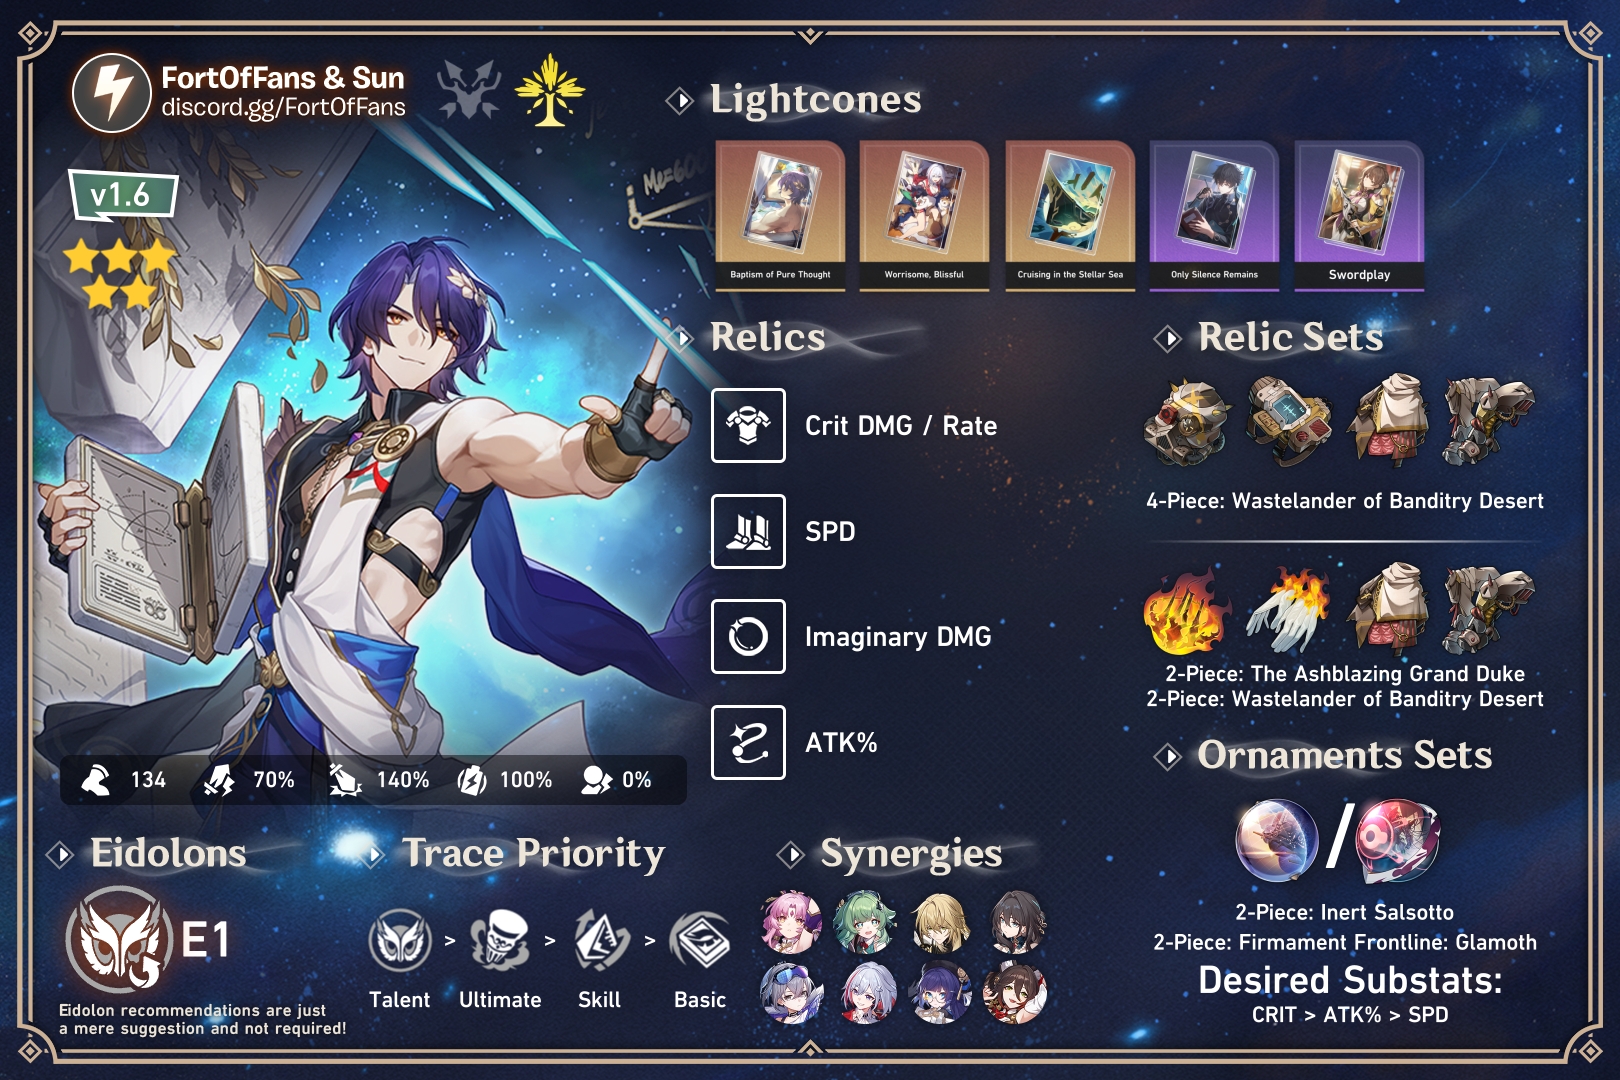 FortOfFans & Sun
discord.gg/FortOfFans
v1.6
Lightcones
Baptism of Pure Thought
Worrisome, Blissful
Cruising in the Stellar Sea
Only Silence Remains
Swordplay
Relics
Crit DMG / Rate
SPD
Imaginary DMG
ATK%
Relic Sets
4-Piece: Wastelander of Banditry Desert
2-Piece: The Ashblazing Grand Duke
2-Piece: Wastelander of Banditry Desert
Ornaments Sets
2-Piece: Inert Salsotto
2-Piece: Firmament Frontline: Glamoth
Desired Substats:
CRIT > ATK% > SPD
134 70% 140% 100% 0%
Eidolons
E1
Eidolon recommendations are just
a mere suggestion and not required!
Trace Priority
> > >
Talent Ultimate Skill Basic
Synergies